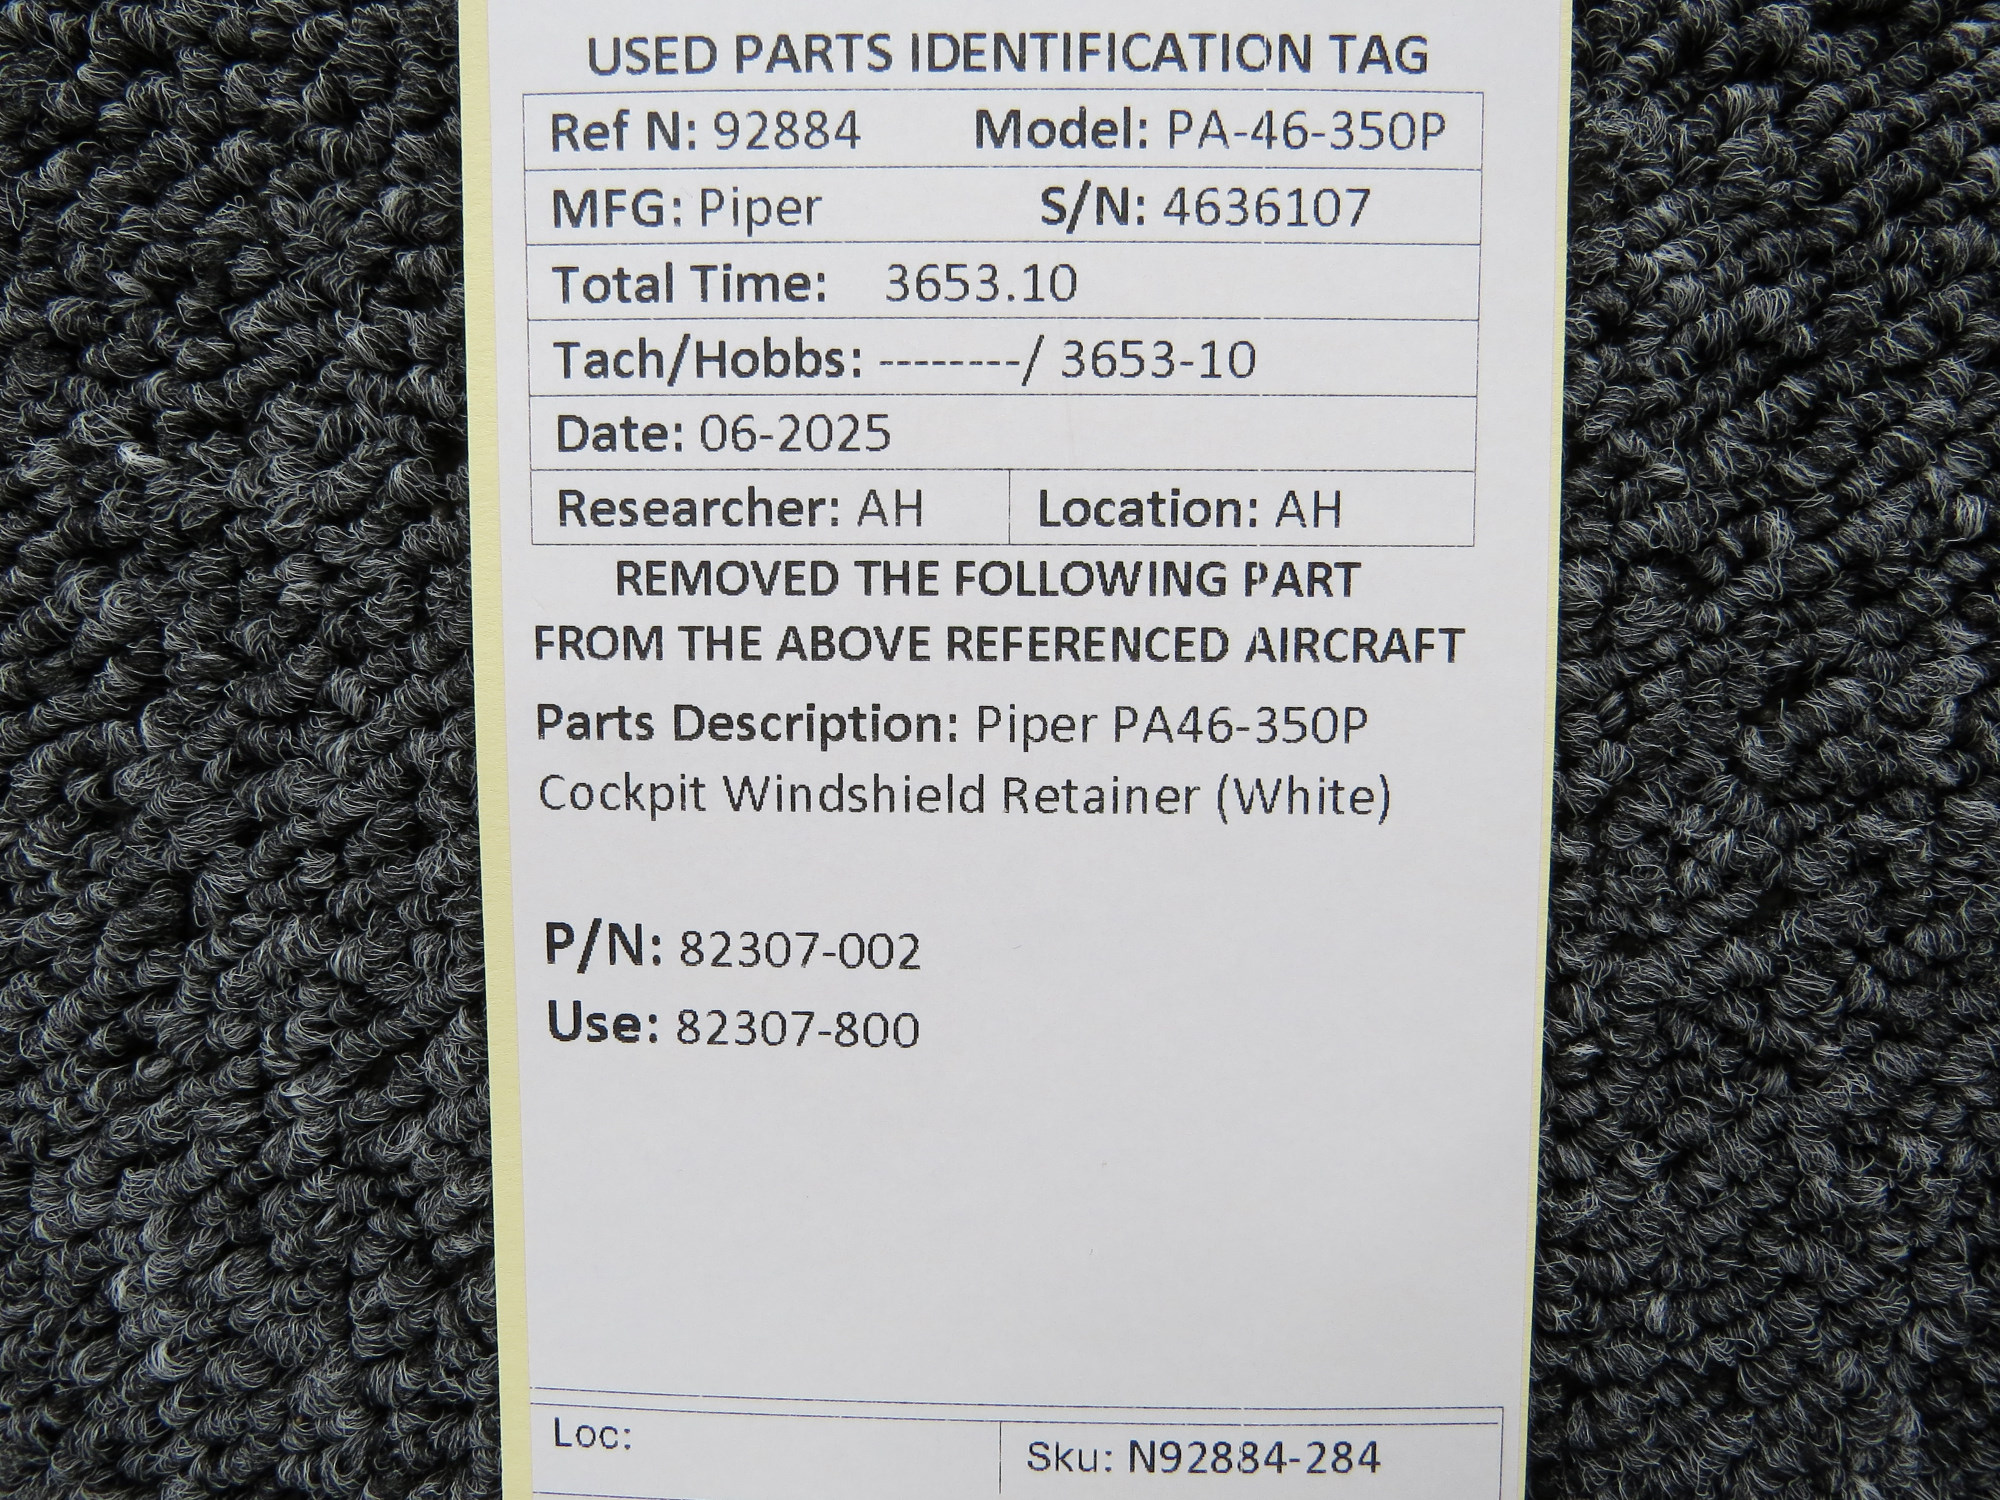 USED PARTS IDENTIFICATION TAG
Ref N: 92884 Model: PA-46-350P
MFG: Piper S/N: 4636107
Total Time: 3653.10
Tach/Hobbs: --------/ 3653-10
Date: 06-2025
Researcher: AH Location: AH
REMOVED THE FOLLOWING PART
FROM THE ABOVE REFERENCED AIRCRAFT
Parts Description: Piper PA46-350P
Cockpit Windshield Retainer (White)
P/N: 82307-002
Use: 82307-800
Loc:
Sku: N92884-284